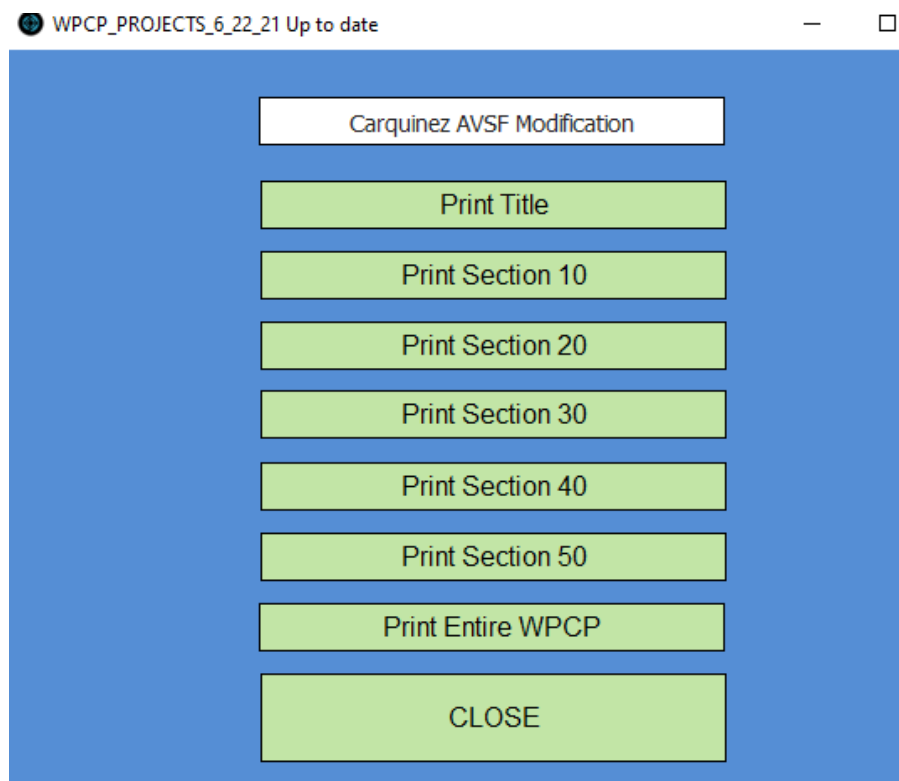 WPCP_PROJECTS_6_22_21 Up to date
Carquinez AVSF Modification
Print Title
Print Section 10
Print Section 20
Print Section 30
Print Section 40
Print Section 50
Print Entire WPCP
CLOSE